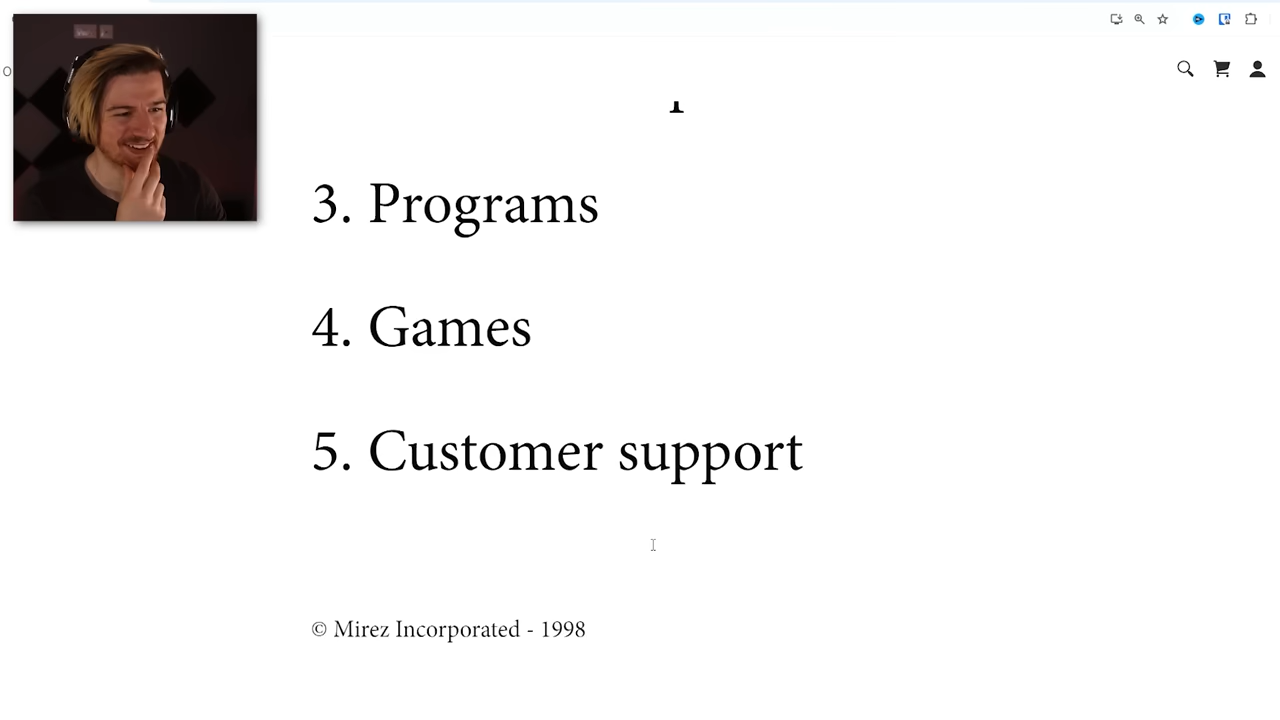 3. Programs
4. Games
5. Customer support
© Mirez Incorporated - 1998